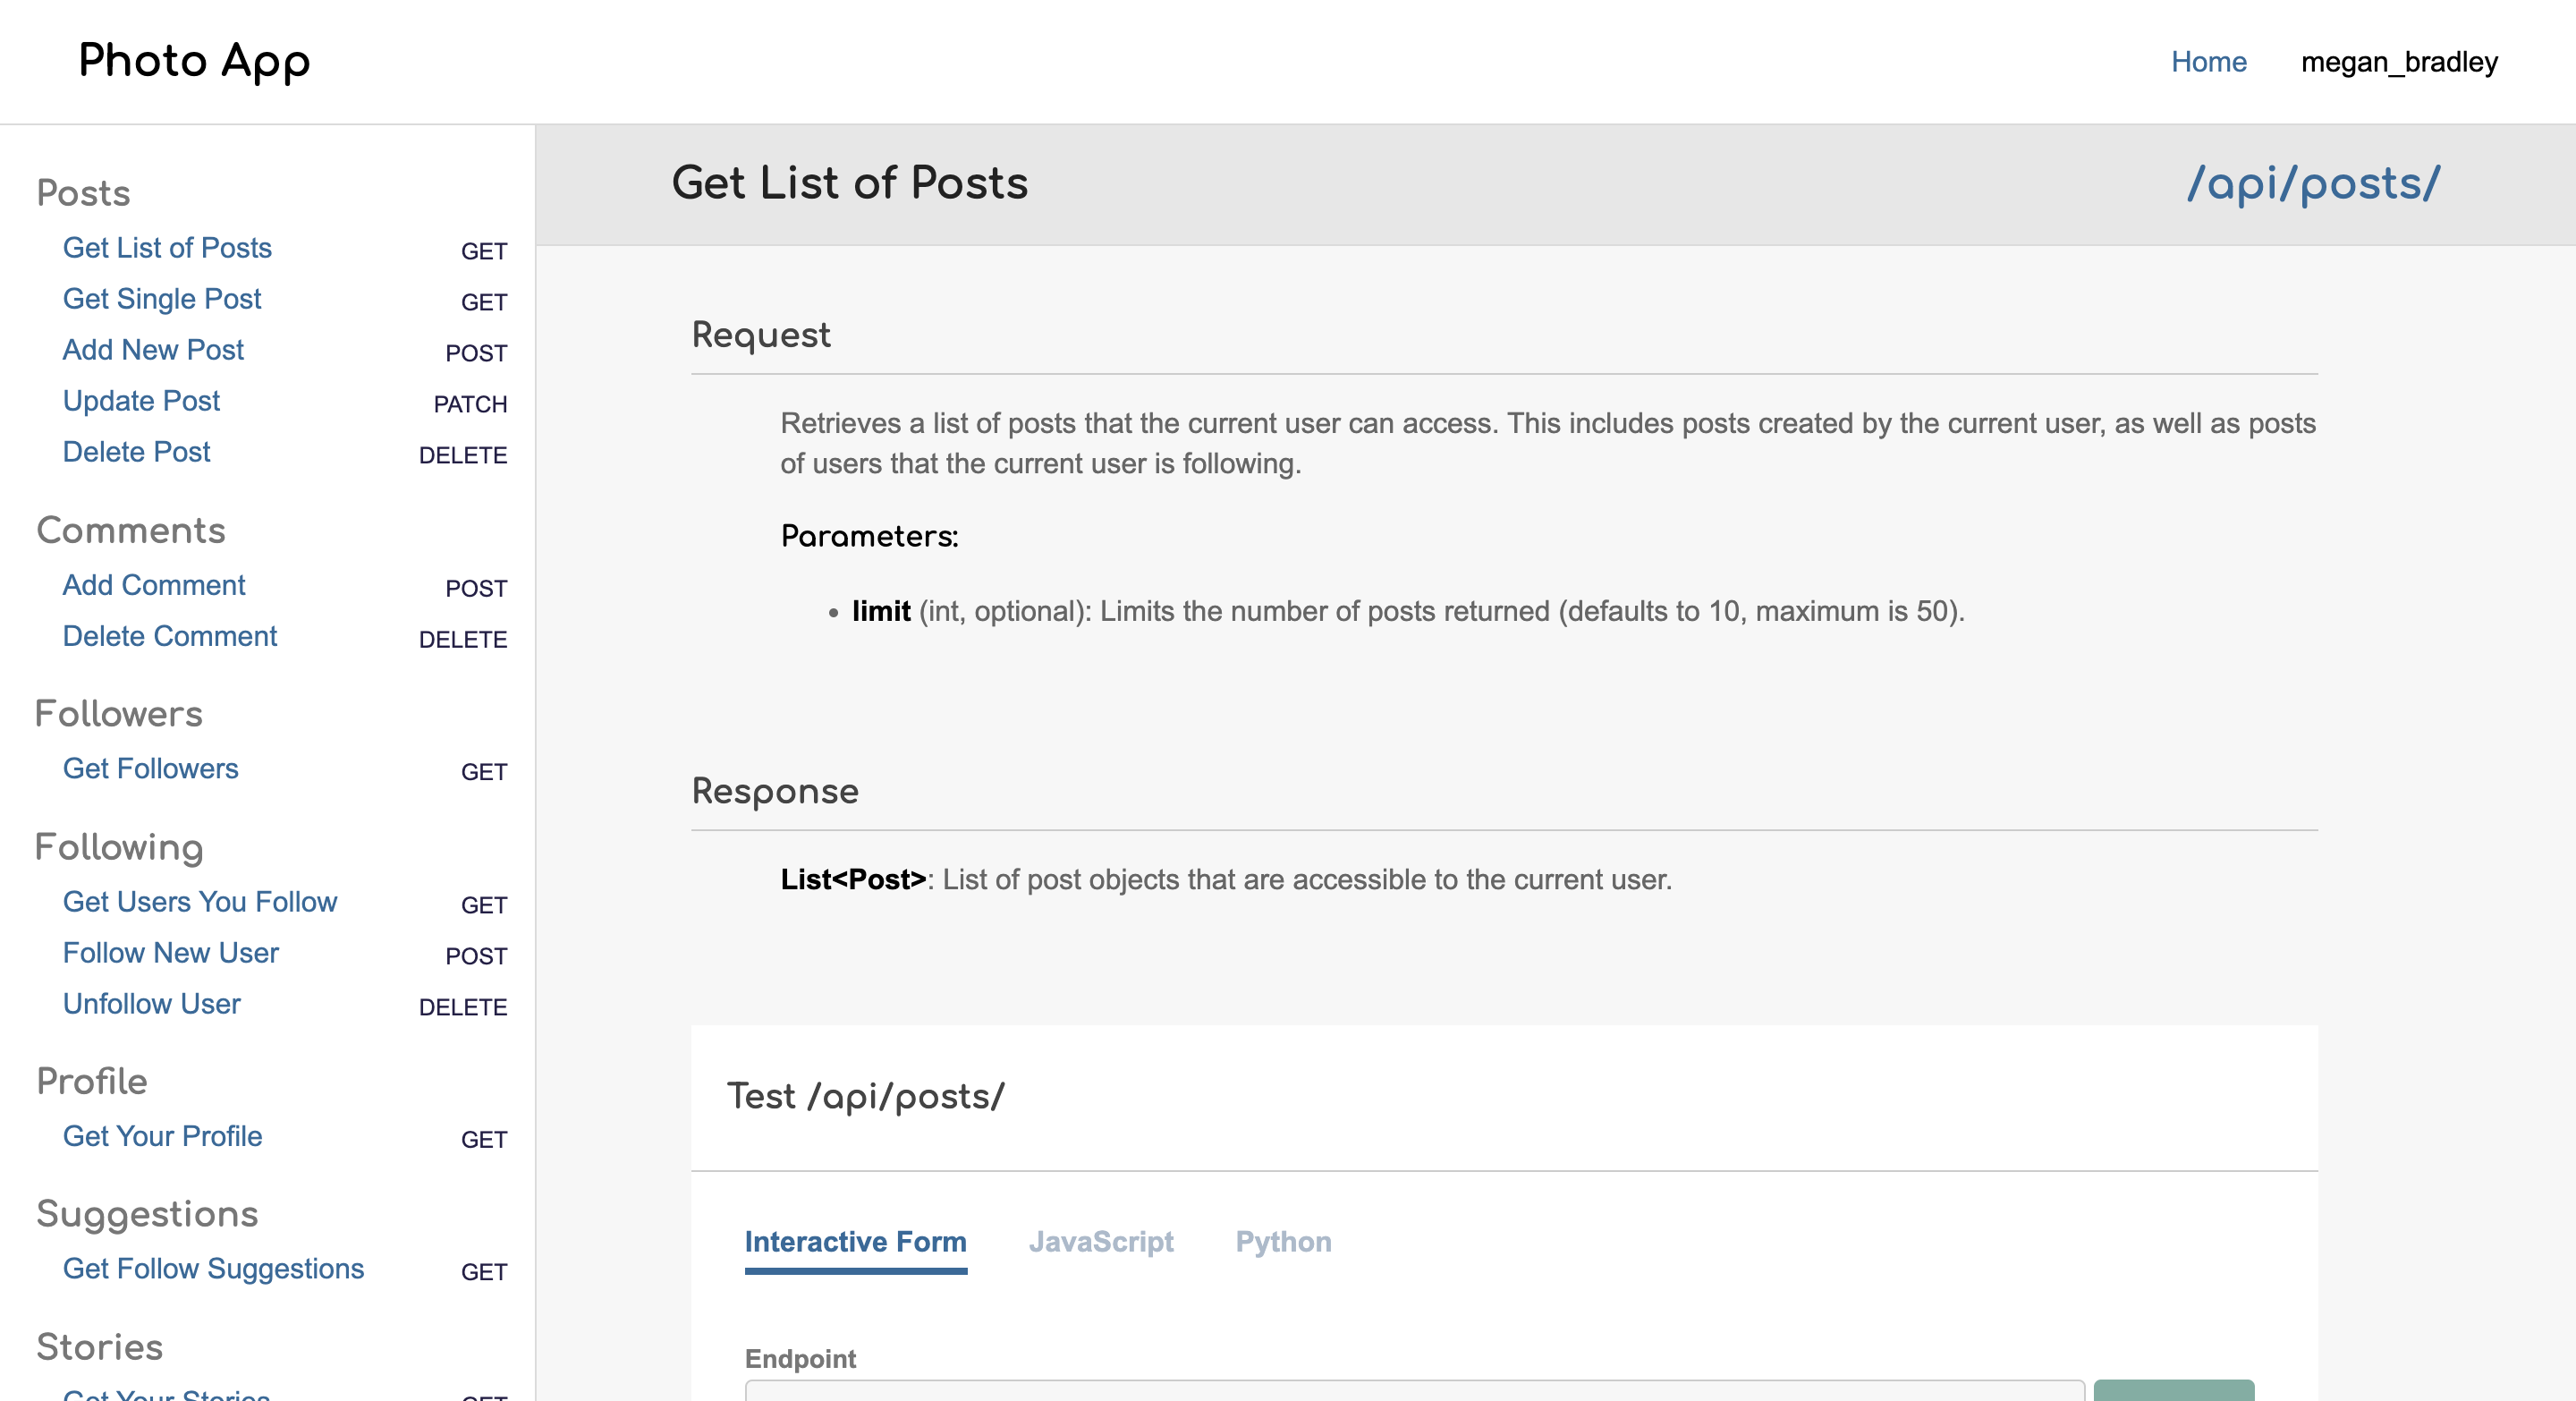 Photo App
Home megan_bradley
Posts
Get List of Posts GET
Get Single Post GET
Add New Post POST
Update Post PATCH
Delete Post DELETE
Comments
Add Comment POST
Delete Comment DELETE
Followers
Get Followers GET
Following
Get Users You Follow GET
Follow New User POST
Unfollow User DELETE
Profile
Get Your Profile GET
Suggestions
Get Follow Suggestions GET
Stories
Get Your Stories GET
Get List of Posts /api/posts/
Request
Retrieves a list of posts that the current user can access. This includes posts created by the current user, as well as posts
of users that the current user is following.
Parameters:
• limit (int, optional): Limits the number of posts returned (defaults to 10, maximum is 50).
Response
List<Post>: List of post objects that are accessible to the current user.
Test /api/posts/
Interactive Form JavaScript Python
Endpoint